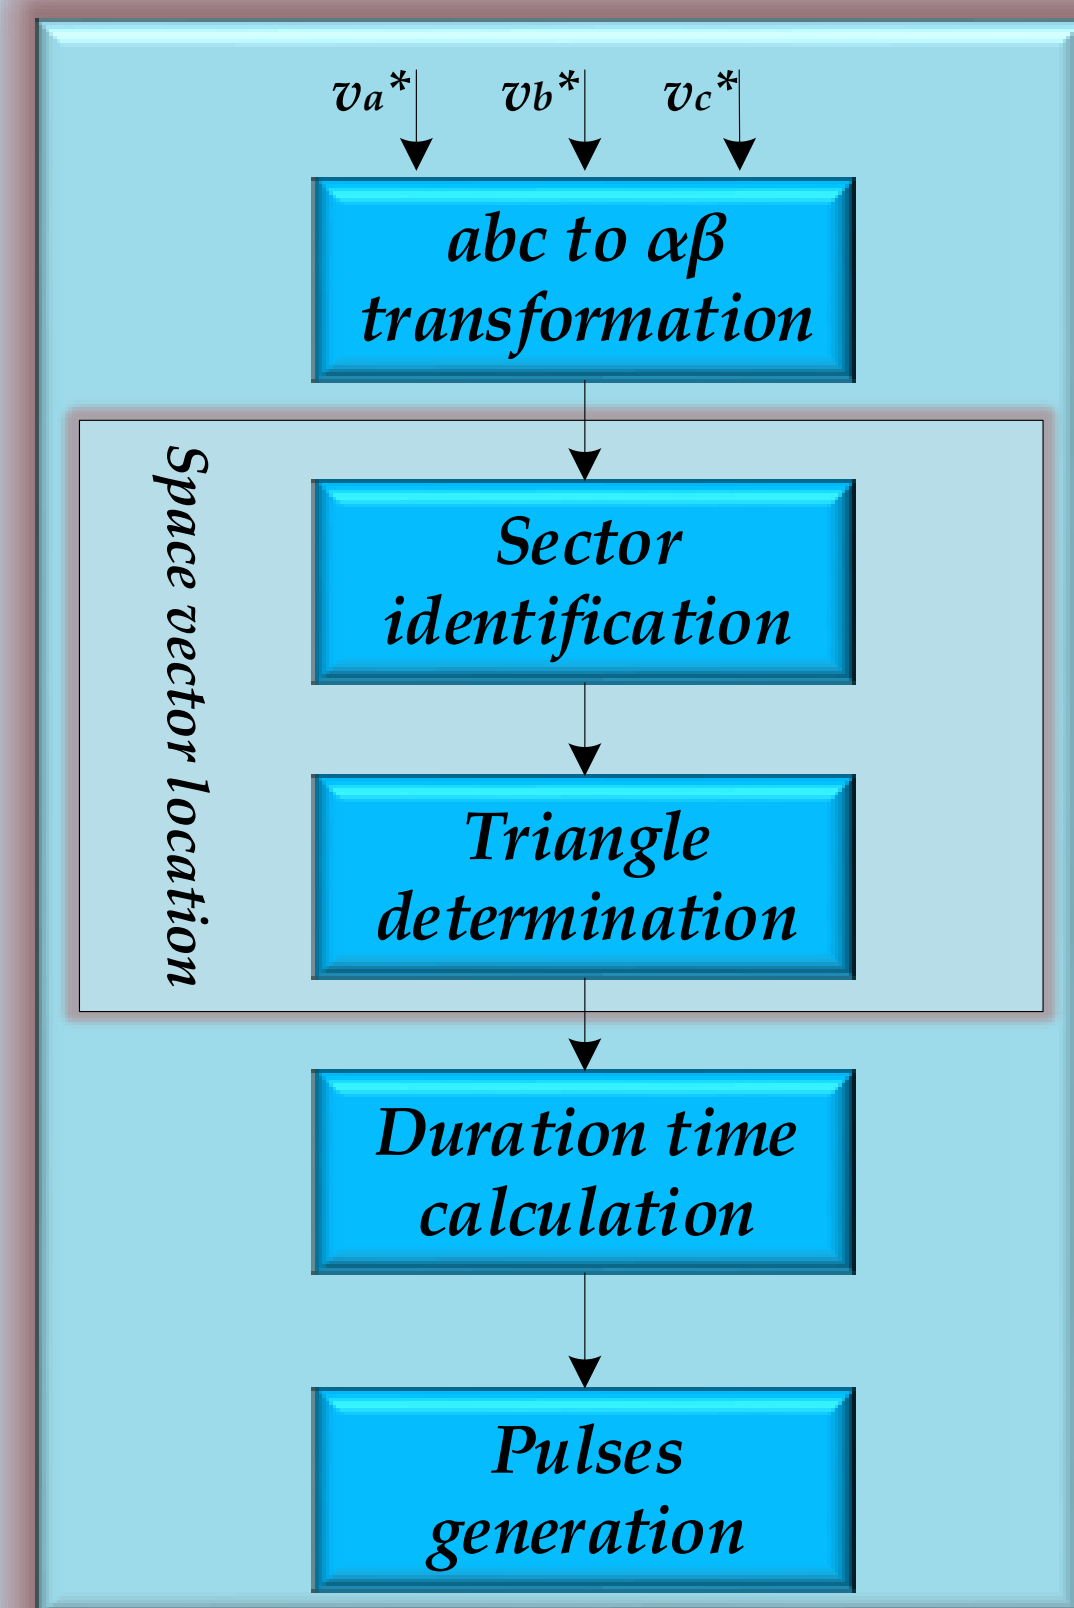 va* vb* vc*
abc to αβ
transformation
Space vector location
Sector
identification
Triangle
determination
Duration time
calculation
Pulses
generation